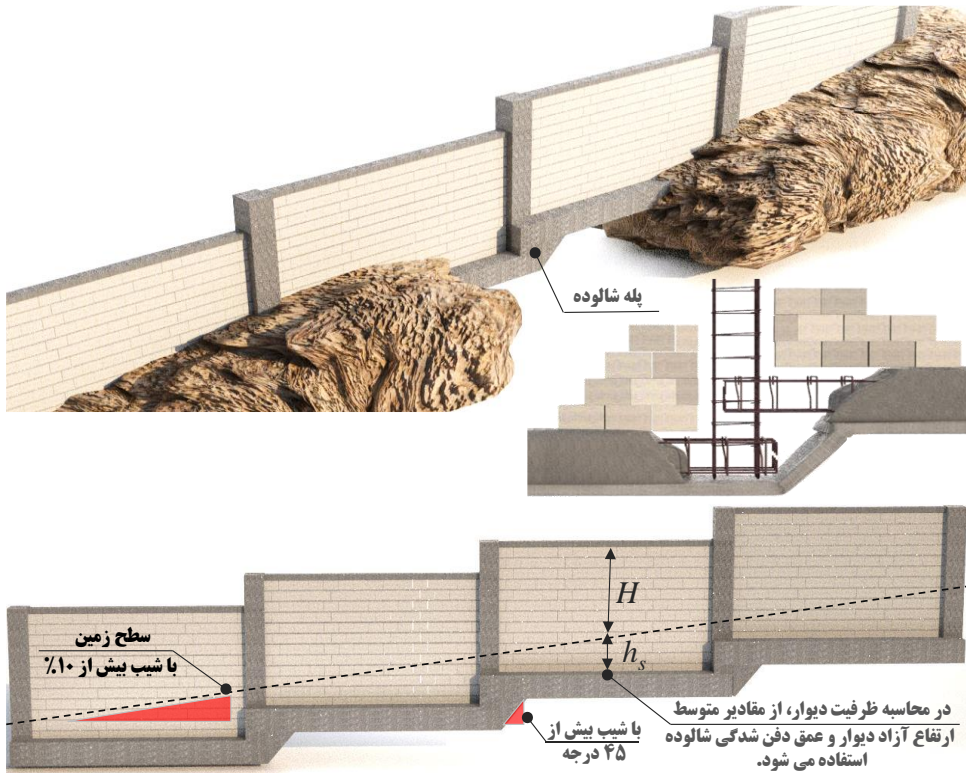 پله شالوده
H
h_s
سطح زمین
با شیب بیش از ۱۰٪
با شیب بیش از
۴۵ درجه
در محاسبه ظرفیت دیوار، از مقادیر متوسط
ارتفاع آزاد دیوار و عمق دفن شدگی شالوده
استفاده می شود.